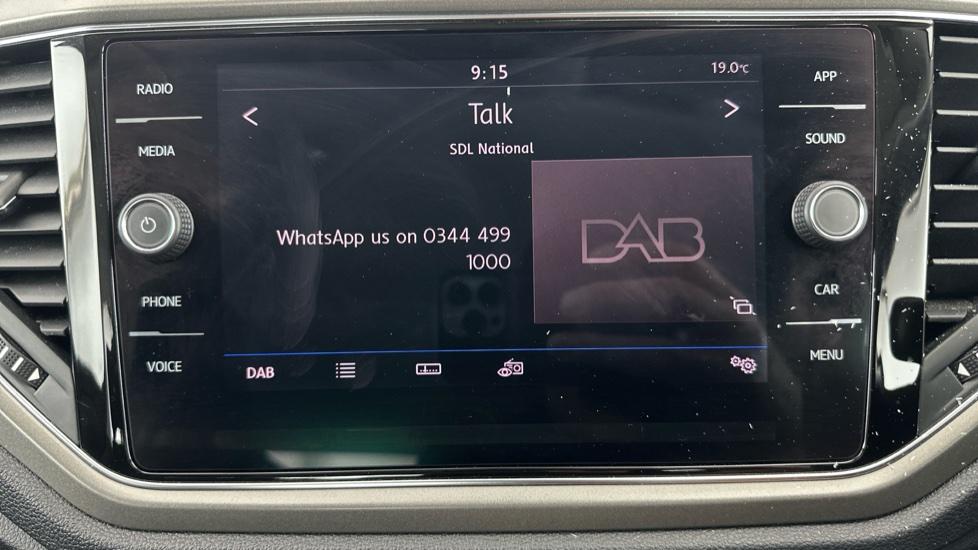 9:15
19.0°C
RADIO
APP
Talk
SOUND
MEDIA
SDL National
DAB
WhatsApp us on 0344 499
1000
PHONE
CAR
VOICE
MENU
DAB